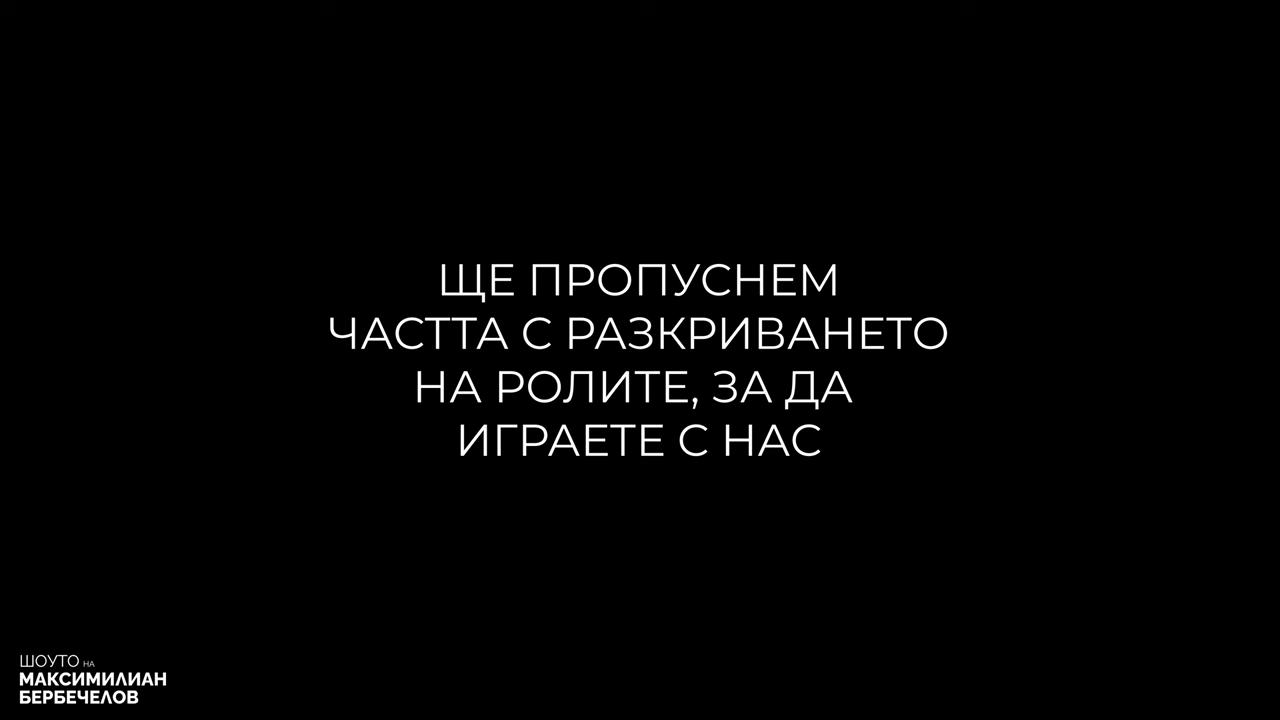 ЩЕ ПРОПУСНЕМ
ЧАСТТА С РАЗКРИВАНЕТО
НА РОЛИТЕ, ЗА ДА
ИГРАЕТЕ С НАС
ШОУТО НА
МАКСИМИЛИАН
БЕРБЕЧЕЛОВ